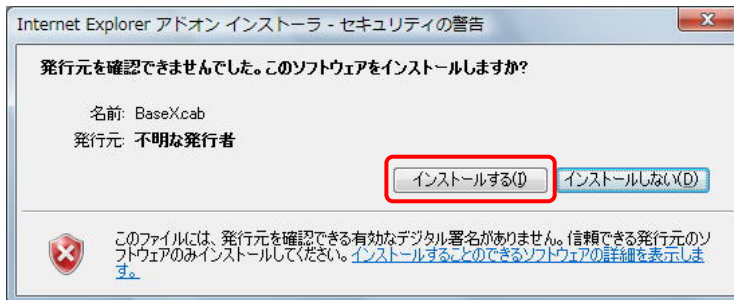 Internet Explorer アドオン インストーラ - セキュリティの警告
発行元を確認できませんでした。このソフトウェアをインストールしますか?
名前: BaseX.cab
発行元: 不明な発行者
インストールする(I) インストールしない(D)
このファイルには、発行元を確認できる有効なデジタル署名がありません。信頼できる発行元のソ
フトウェアのみインストールしてください。インストールすることのできるソフトウェアの詳細を表示しま
す。